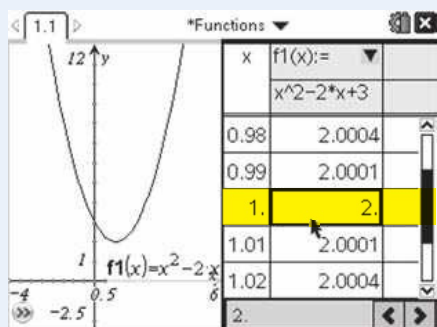 1.1
*Functions
12 y
1
f1(x)=x²-2·x
-4
0.5
6
-2.5
x
f1(x):=
x^2-2*x+3
0.98
2.0004
0.99
2.0001
1.
2.
1.01
2.0001
1.02
2.0004
2.